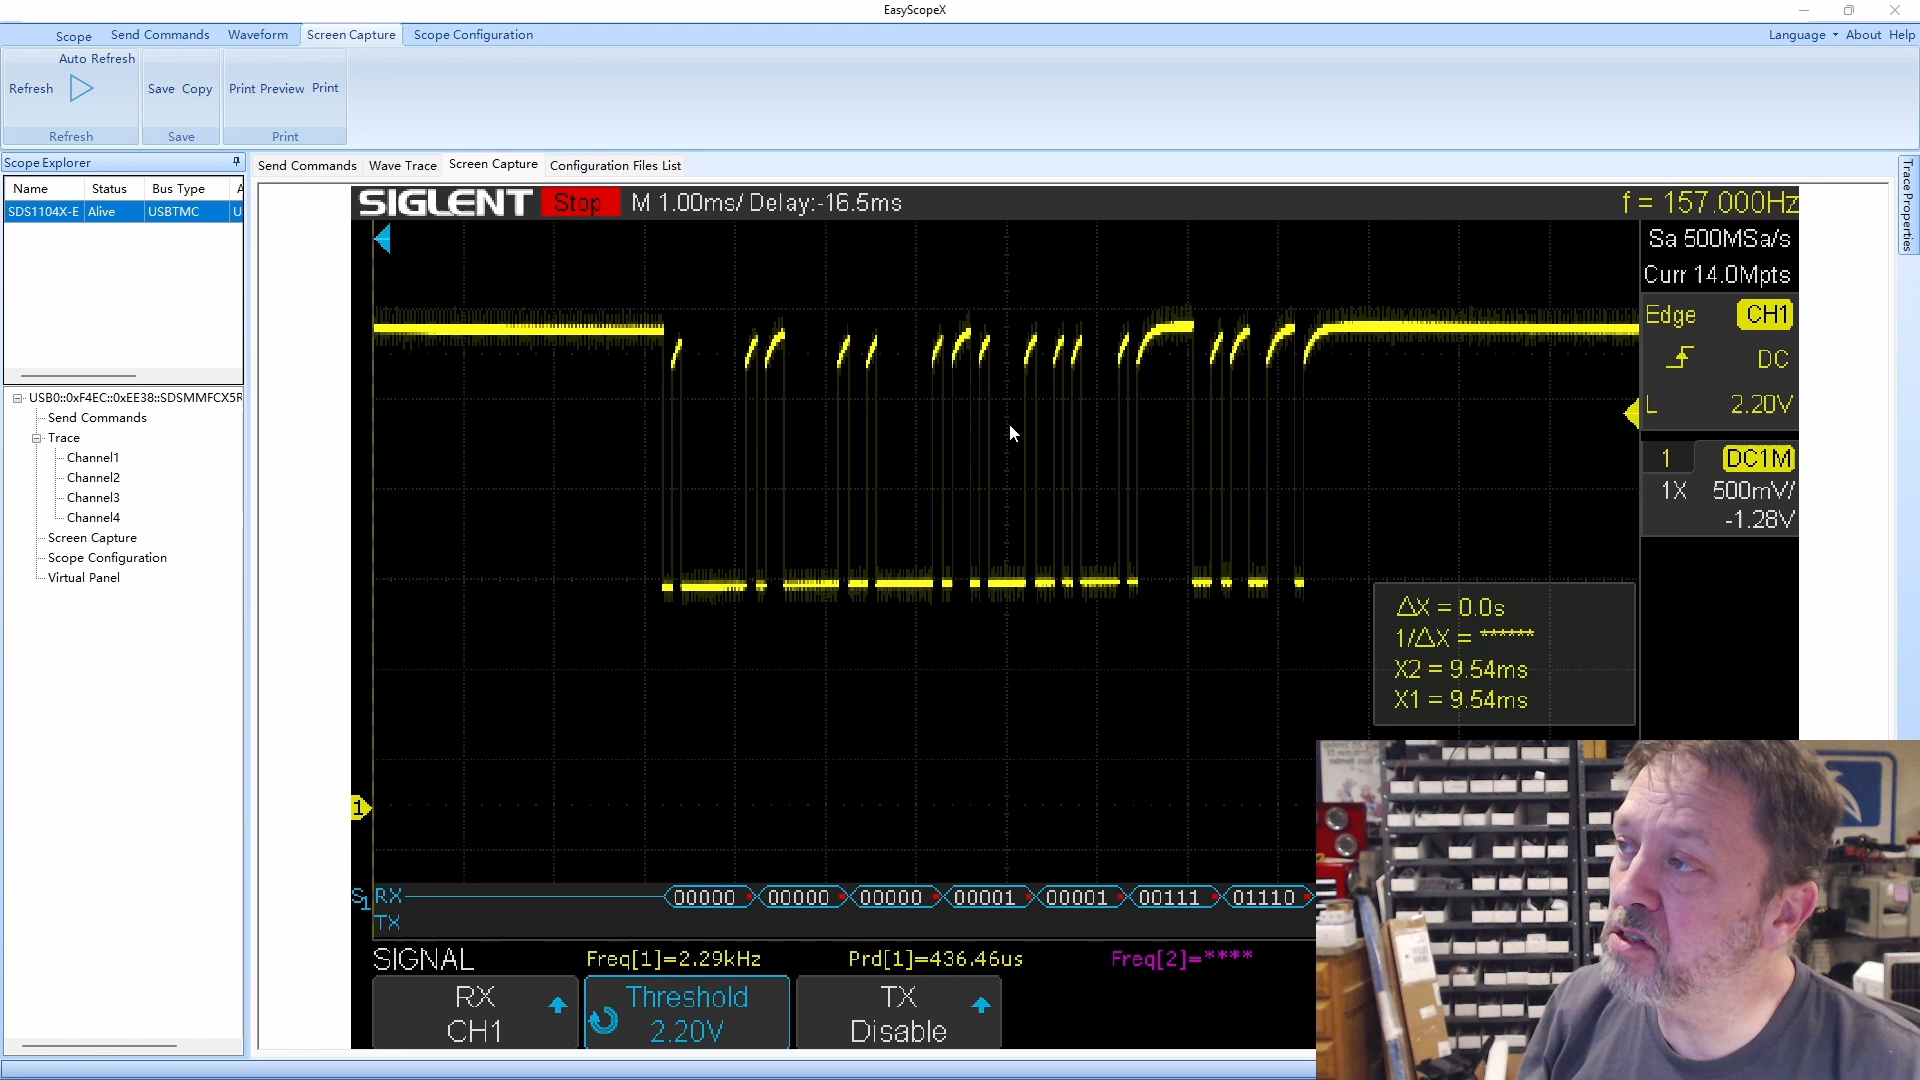 EasyScopeX
Scope Send Commands Waveform Screen Capture Scope Configuration Language About Help
Auto Refresh
Refresh Save Copy Print Preview Print
Refresh Save Print
Scope Explorer
Send Commands Wave Trace Screen Capture Configuration Files List
Trace Properties
Name Status Bus Type A
SDS1104X-E Alive USBTMC U
USB0::0xF4EC::0xEE38::SDSMMFCX5R
Send Commands
Trace
Channel1
Channel2
Channel3
Channel4
Screen Capture
Scope Configuration
Virtual Panel
SIGLENT Stop M 1.00ms/ Delay:-16.5ms f = 157.000Hz
Sa 500MSa/s
Curr 14.0Mpts
Edge CH1
DC
L 2.20V
1 DC1M
1X 500mV/
-1.28V
ΔX = 0.0s
1/ΔX = ******
X2 = 9.54ms
X1 = 9.54ms
1
S1 RX 00000 00000 00000 00001 00001 00111 01110
TX
SIGNAL Freq[1]=2.29kHz Prd[1]=436.46us Freq[2]=****
RX Threshold TX
CH1 2.20V Disable